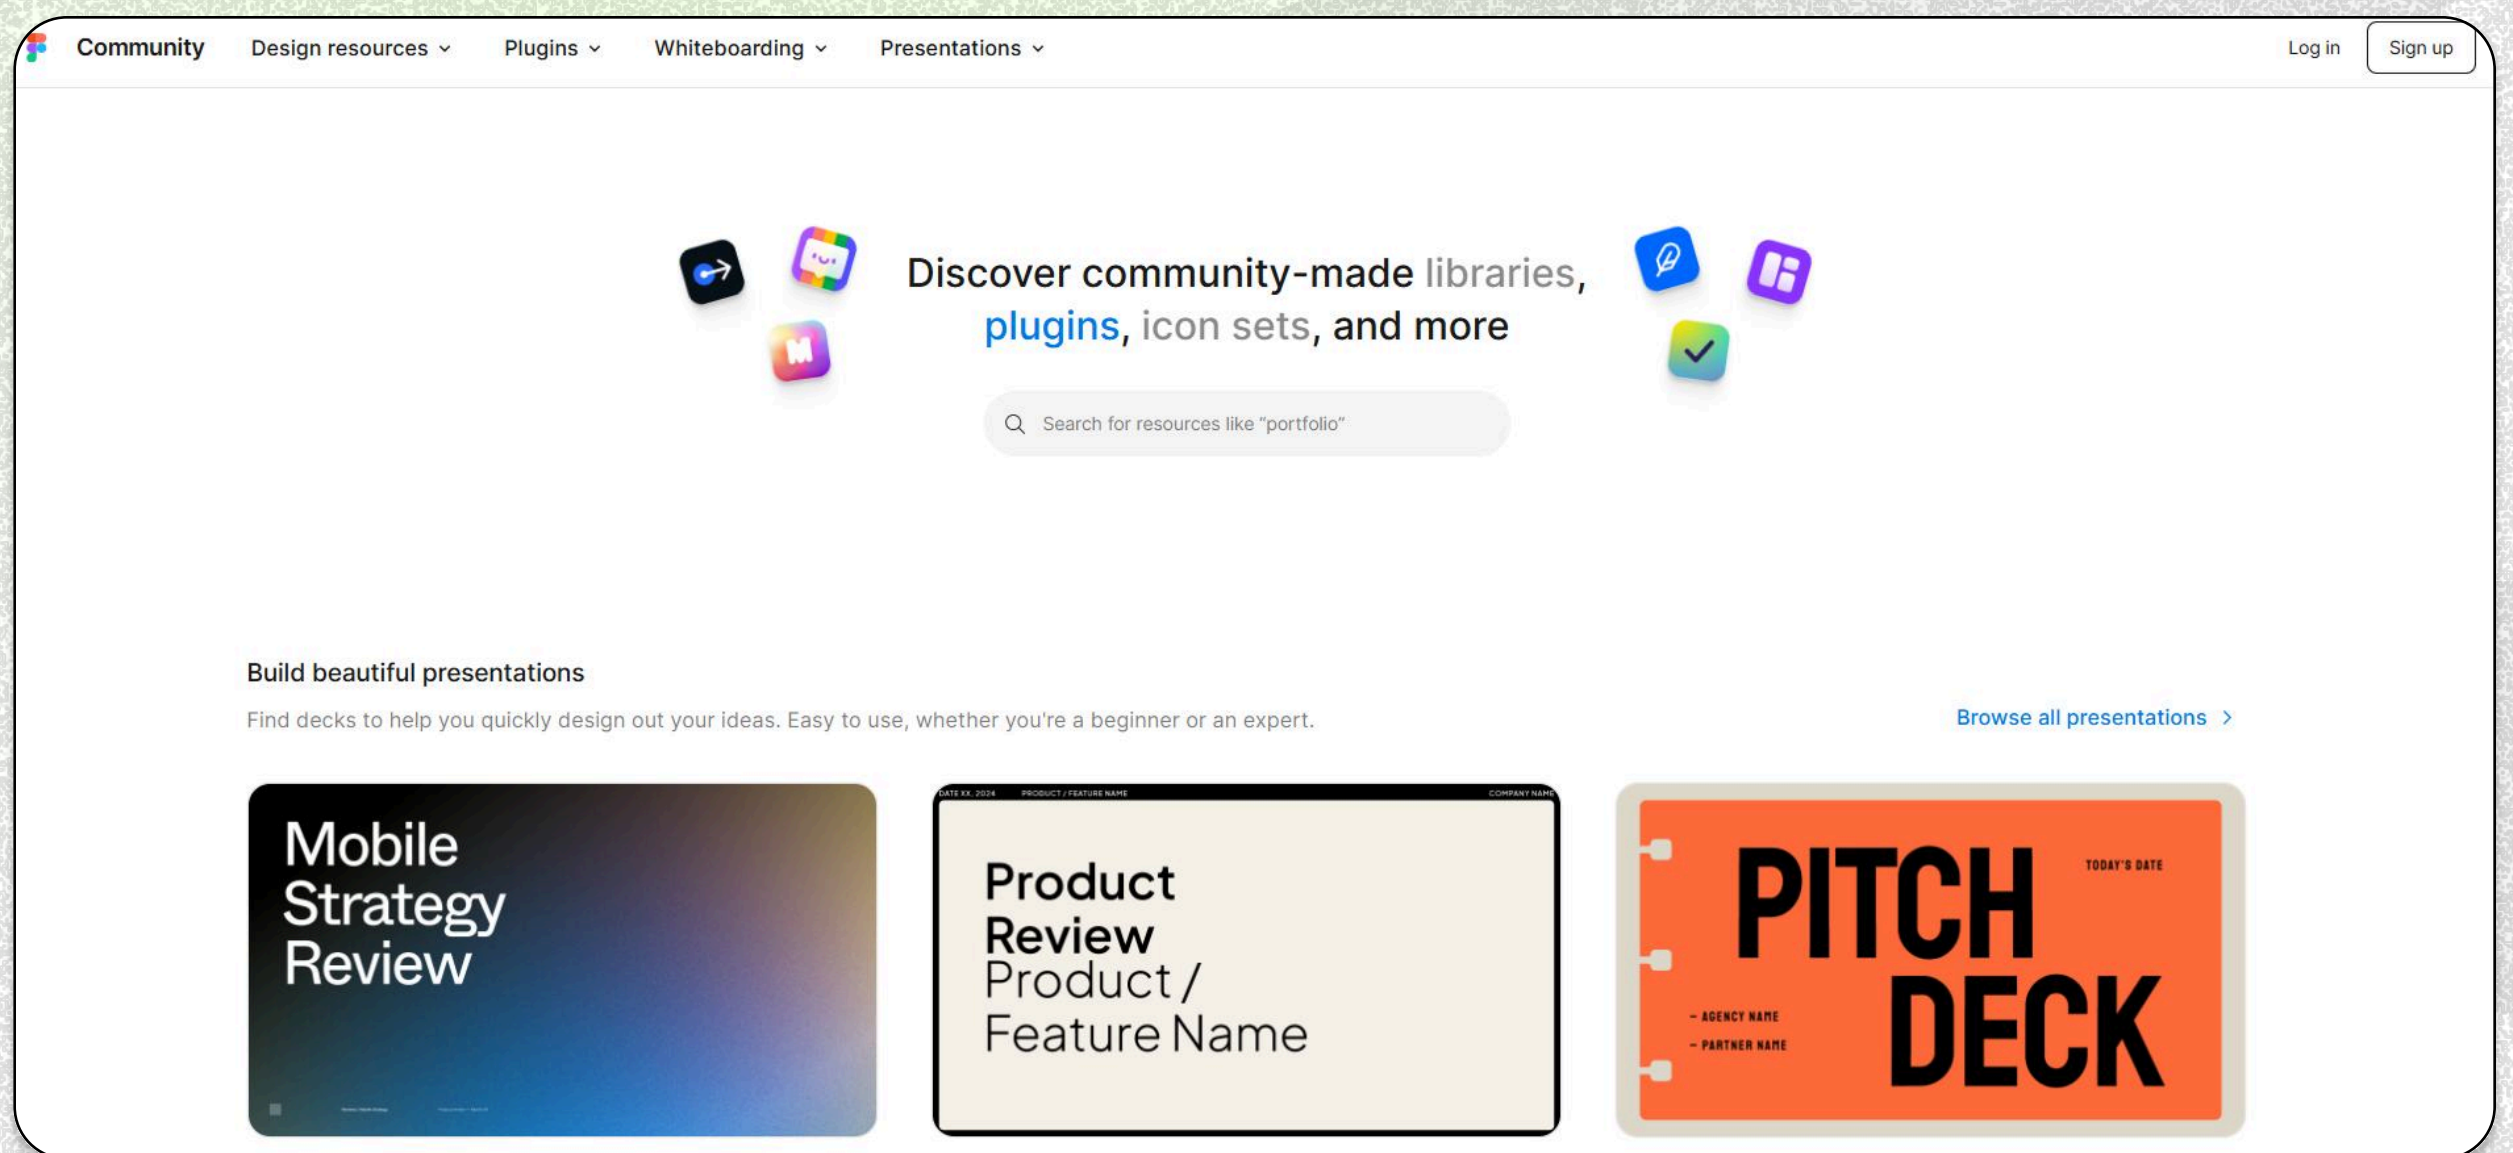 Community
Design resources
Plugins
Whiteboarding
Presentations
Log in
Sign up
Discover community-made libraries,
plugins, icon sets, and more
Search for resources like “portfolio”
Build beautiful presentations
Find decks to help you quickly design out your ideas. Easy to use, whether you're a beginner or an expert.
Browse all presentations
Mobile
Strategy
Review
DATE XX, 2024 PRODUCT / FEATURE NAME COMPANY NAME
Product
Review
Product /
Feature Name
PITCH
DECK
TODAY'S DATE
– AGENCY NAME
– PARTNER NAME